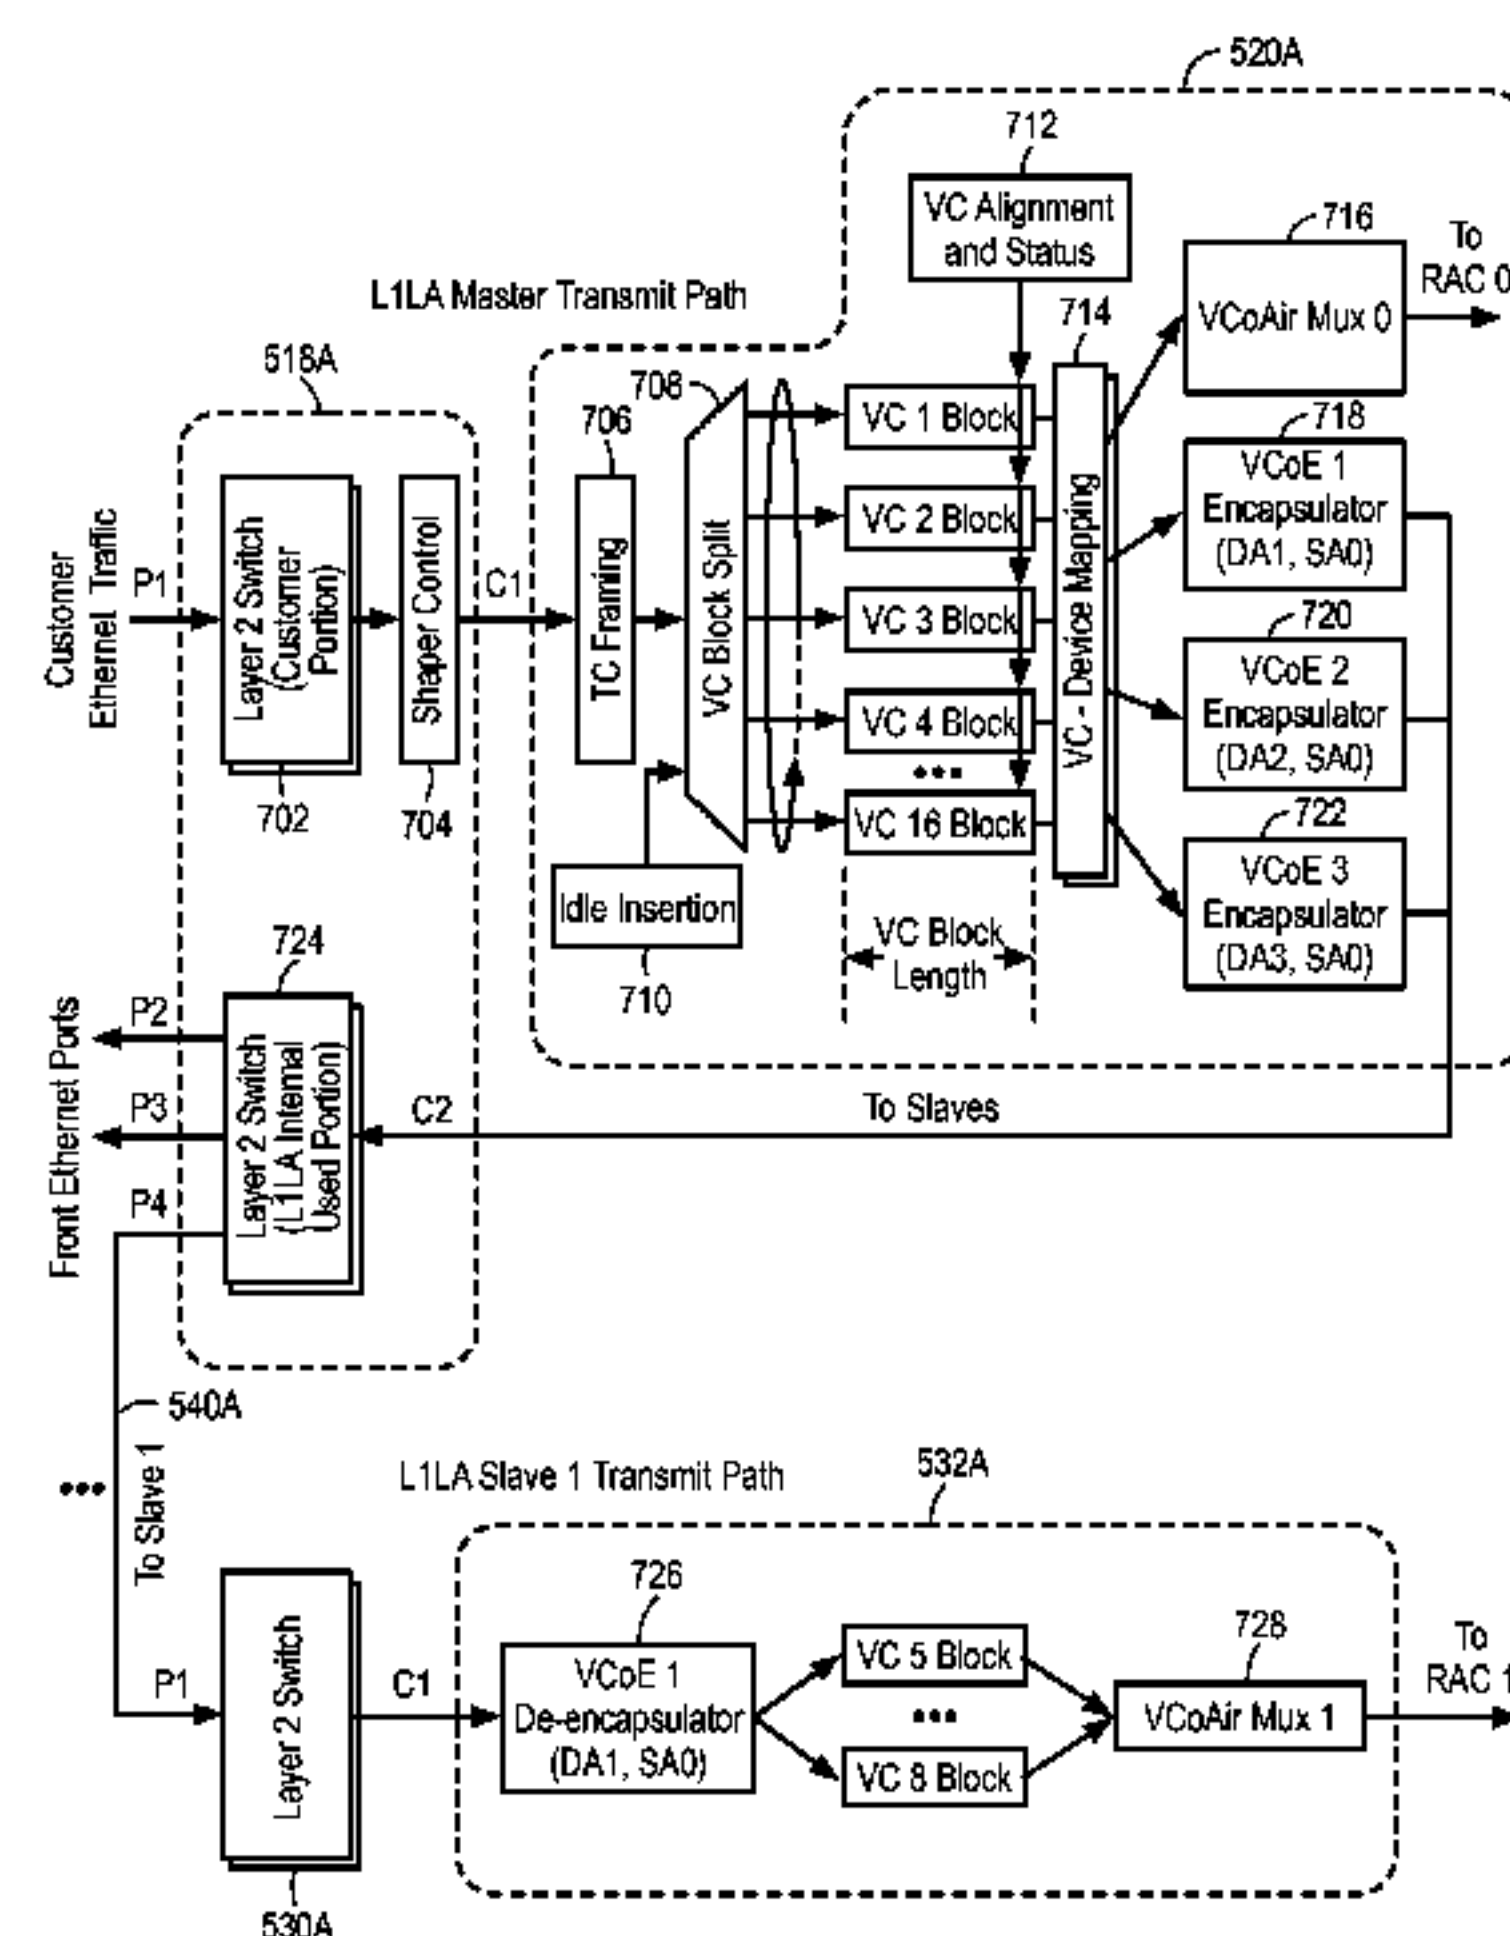 520A
712
VC Alignment
and Status
716
To
RAC 0
VCoAir Mux 0
L1LA Master Transmit Path
714
518A
708
706
718
VC 1 Block
VC 2 Block
VC 3 Block
VC 4 Block
•••
VC 16 Block
VC - Device Mapping
VCoE 1
Encapsulator
(DA1, SA0)
720
VCoE 2
Encapsulator
(DA2, SA0)
722
VCoE 3
Encapsulator
(DA3, SA0)
Customer
Ethernet Traffic
P1
Layer 2 Switch
(Customer
Portion)
Shaper Control
C1
TC Framing
VC Block Split
702
704
Idle Insertion
710
VC Block
Length
724
Front Ethernet Ports
P2
P3
P4
Layer 2 Switch
(L1LA Internal
Used Portion)
C2
To Slaves
540A
•••
To Slave 1
L1LA Slave 1 Transmit Path
532A
726
728
To
RAC 1
P1
Layer 2 Switch
C1
VCoE 1
De-encapsulator
(DA1, SA0)
VC 5 Block
•••
VC 8 Block
VCoAir Mux 1
530A